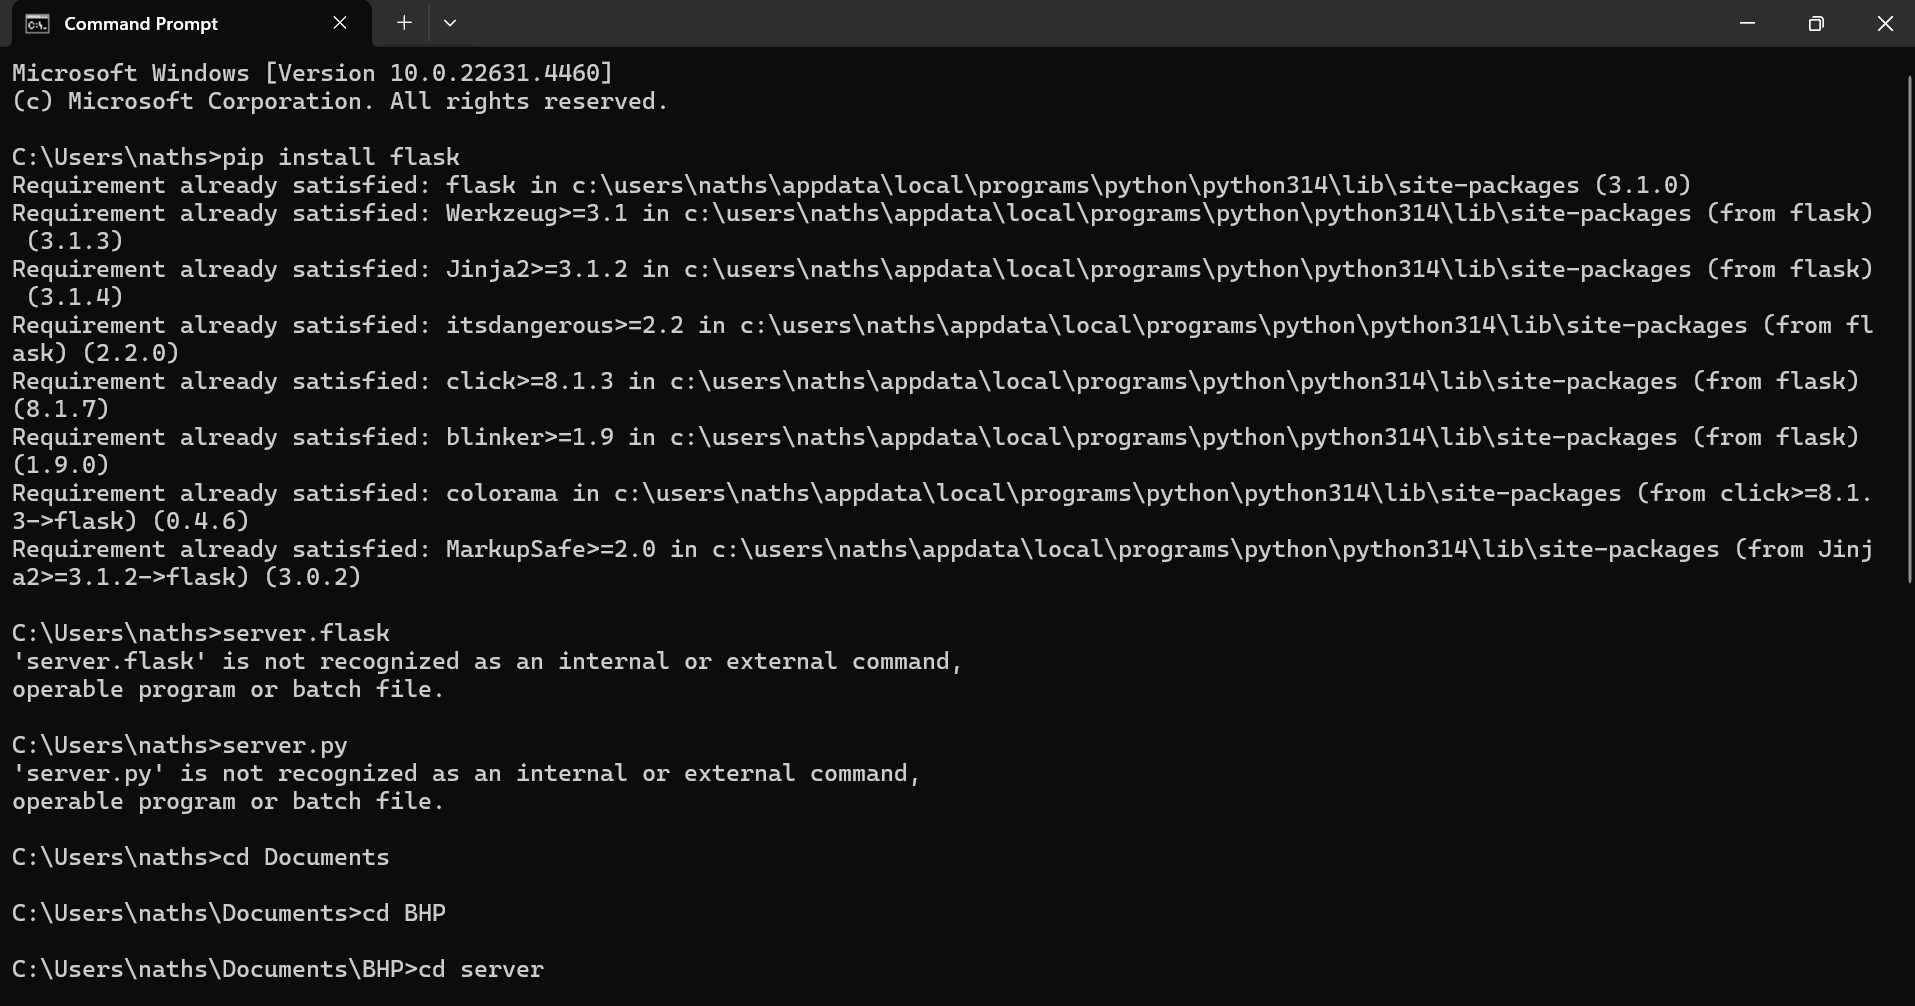 Command Prompt
Microsoft Windows [Version 10.0.22631.4460]
(c) Microsoft Corporation. All rights reserved.
C:\Users\naths>pip install flask
Requirement already satisfied: flask in c:\users\naths\appdata\local\programs\python\python314\lib\site-packages (3.1.0)
Requirement already satisfied: Werkzeug>=3.1 in c:\users\naths\appdata\local\programs\python\python314\lib\site-packages (from flask)
(3.1.3)
Requirement already satisfied: Jinja2>=3.1.2 in c:\users\naths\appdata\local\programs\python\python314\lib\site-packages (from flask)
(3.1.4)
Requirement already satisfied: itsdangerous>=2.2 in c:\users\naths\appdata\local\programs\python\python314\lib\site-packages (from fl
ask) (2.2.0)
Requirement already satisfied: click>=8.1.3 in c:\users\naths\appdata\local\programs\python\python314\lib\site-packages (from flask)
(8.1.7)
Requirement already satisfied: blinker>=1.9 in c:\users\naths\appdata\local\programs\python\python314\lib\site-packages (from flask)
(1.9.0)
Requirement already satisfied: colorama in c:\users\naths\appdata\local\programs\python\python314\lib\site-packages (from click>=8.1.
3->flask) (0.4.6)
Requirement already satisfied: MarkupSafe>=2.0 in c:\users\naths\appdata\local\programs\python\python314\lib\site-packages (from Jinj
a2>=3.1.2->flask) (3.0.2)
C:\Users\naths>server.flask
'server.flask' is not recognized as an internal or external command,
operable program or batch file.
C:\Users\naths>server.py
'server.py' is not recognized as an internal or external command,
operable program or batch file.
C:\Users\naths>cd Documents
C:\Users\naths\Documents>cd BHP
C:\Users\naths\Documents\BHP>cd server